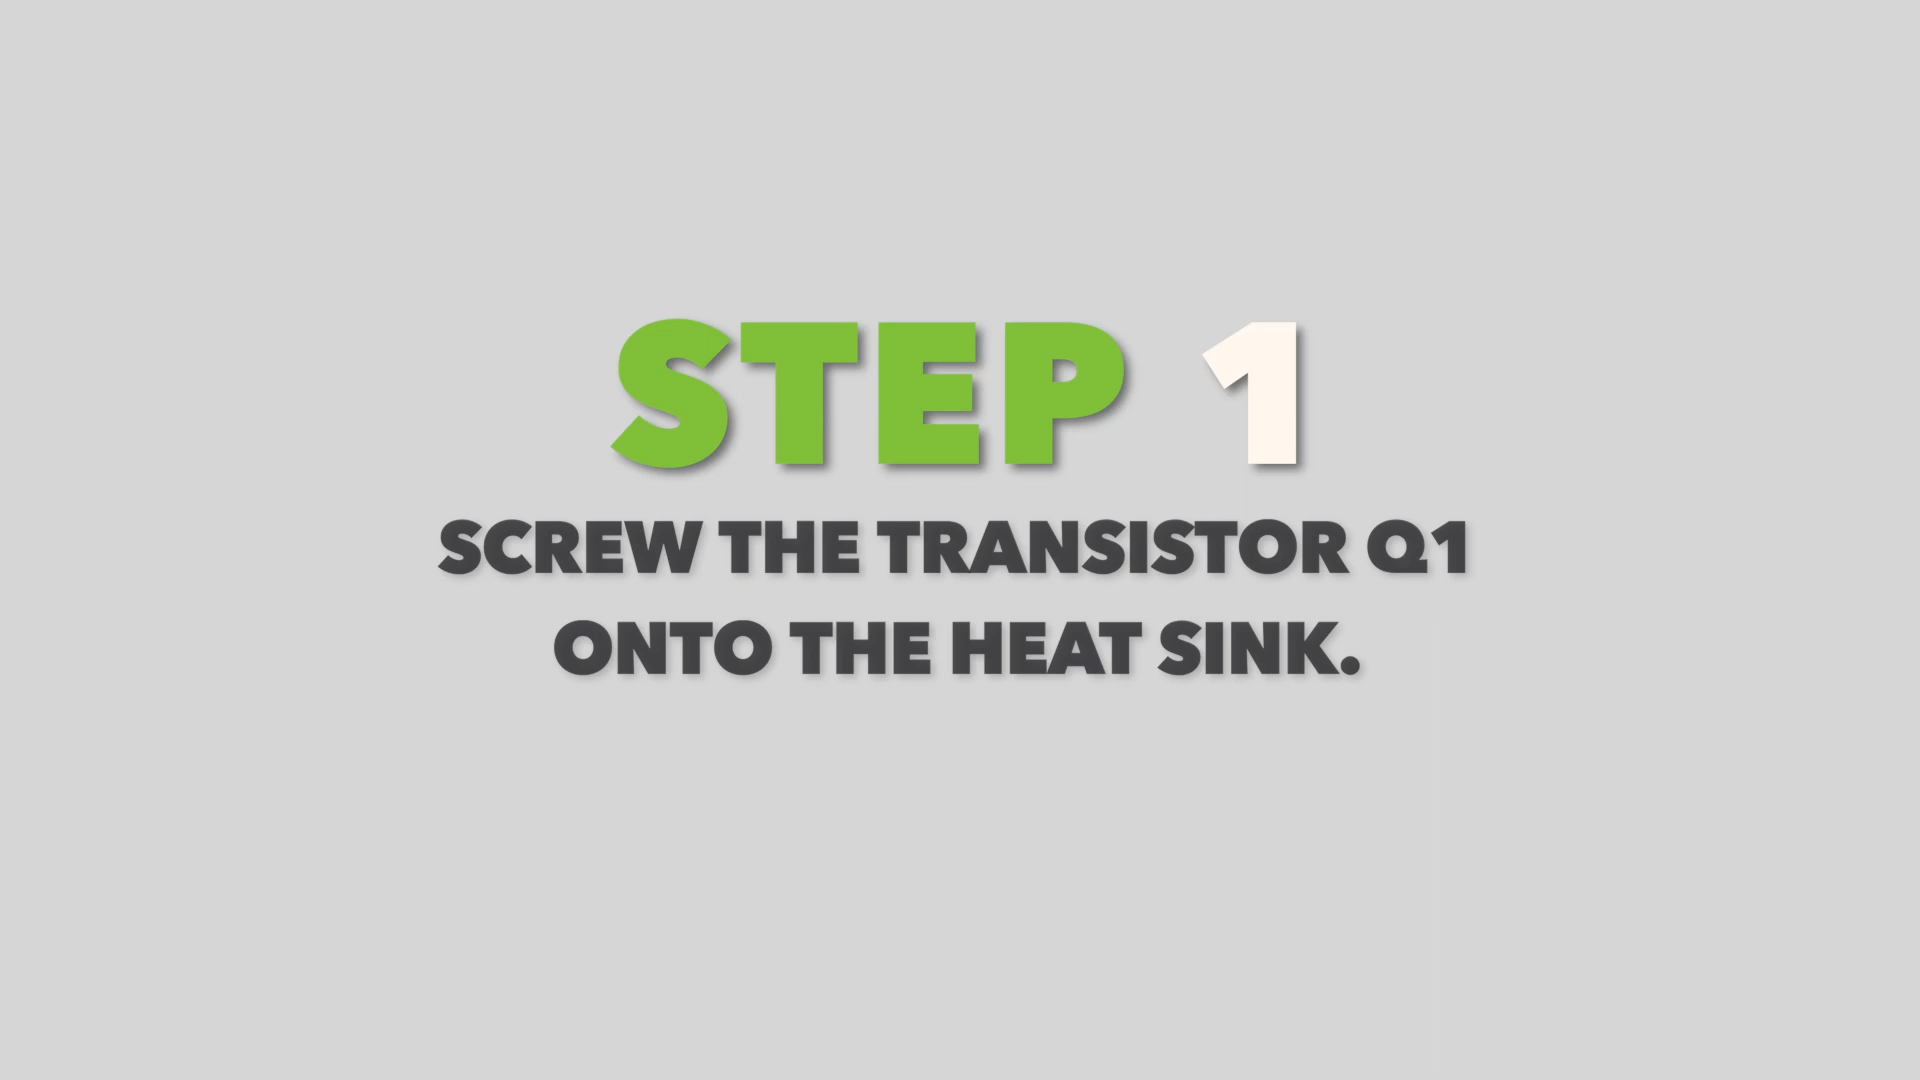 STEP 1
SCREW THE TRANSISTOR Q1
ONTO THE HEAT SINK.